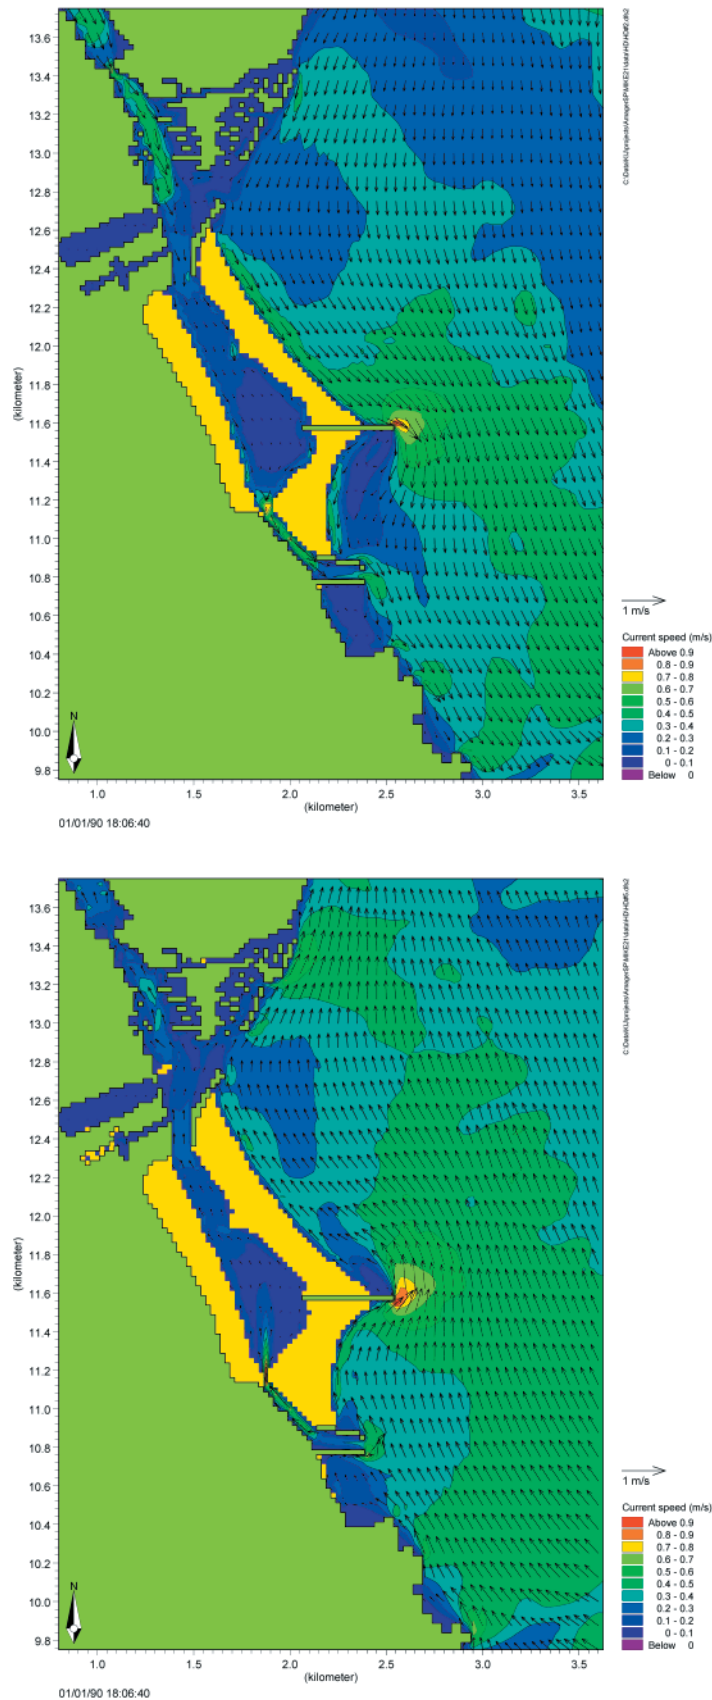 13.6
13.4
13.2
13.0
12.8
12.6
12.4
12.2
12.0
11.8
11.6
11.4
11.2
11.0
10.8
10.6
10.4
10.2
10.0
9.8
(kilometer)
N
1.0
1.5
2.0
2.5
3.0
3.5
(kilometer)
01/01/90 18:06:40
1 m/s
Current speed (m/s)
Above 0.9
0.8 - 0.9
0.7 - 0.8
0.6 - 0.7
0.5 - 0.6
0.4 - 0.5
0.3 - 0.4
0.2 - 0.3
0.1 - 0.2
0 - 0.1
Below 0
13.6
13.4
13.2
13.0
12.8
12.6
12.4
12.2
12.0
11.8
11.6
11.4
11.2
11.0
10.8
10.6
10.4
10.2
10.0
9.8
(kilometer)
N
1.0
1.5
2.0
2.5
3.0
3.5
(kilometer)
01/01/90 18:06:40
1 m/s
Current speed (m/s)
Above 0.9
0.8 - 0.9
0.7 - 0.8
0.6 - 0.7
0.5 - 0.6
0.4 - 0.5
0.3 - 0.4
0.2 - 0.3
0.1 - 0.2
0 - 0.1
Below 0